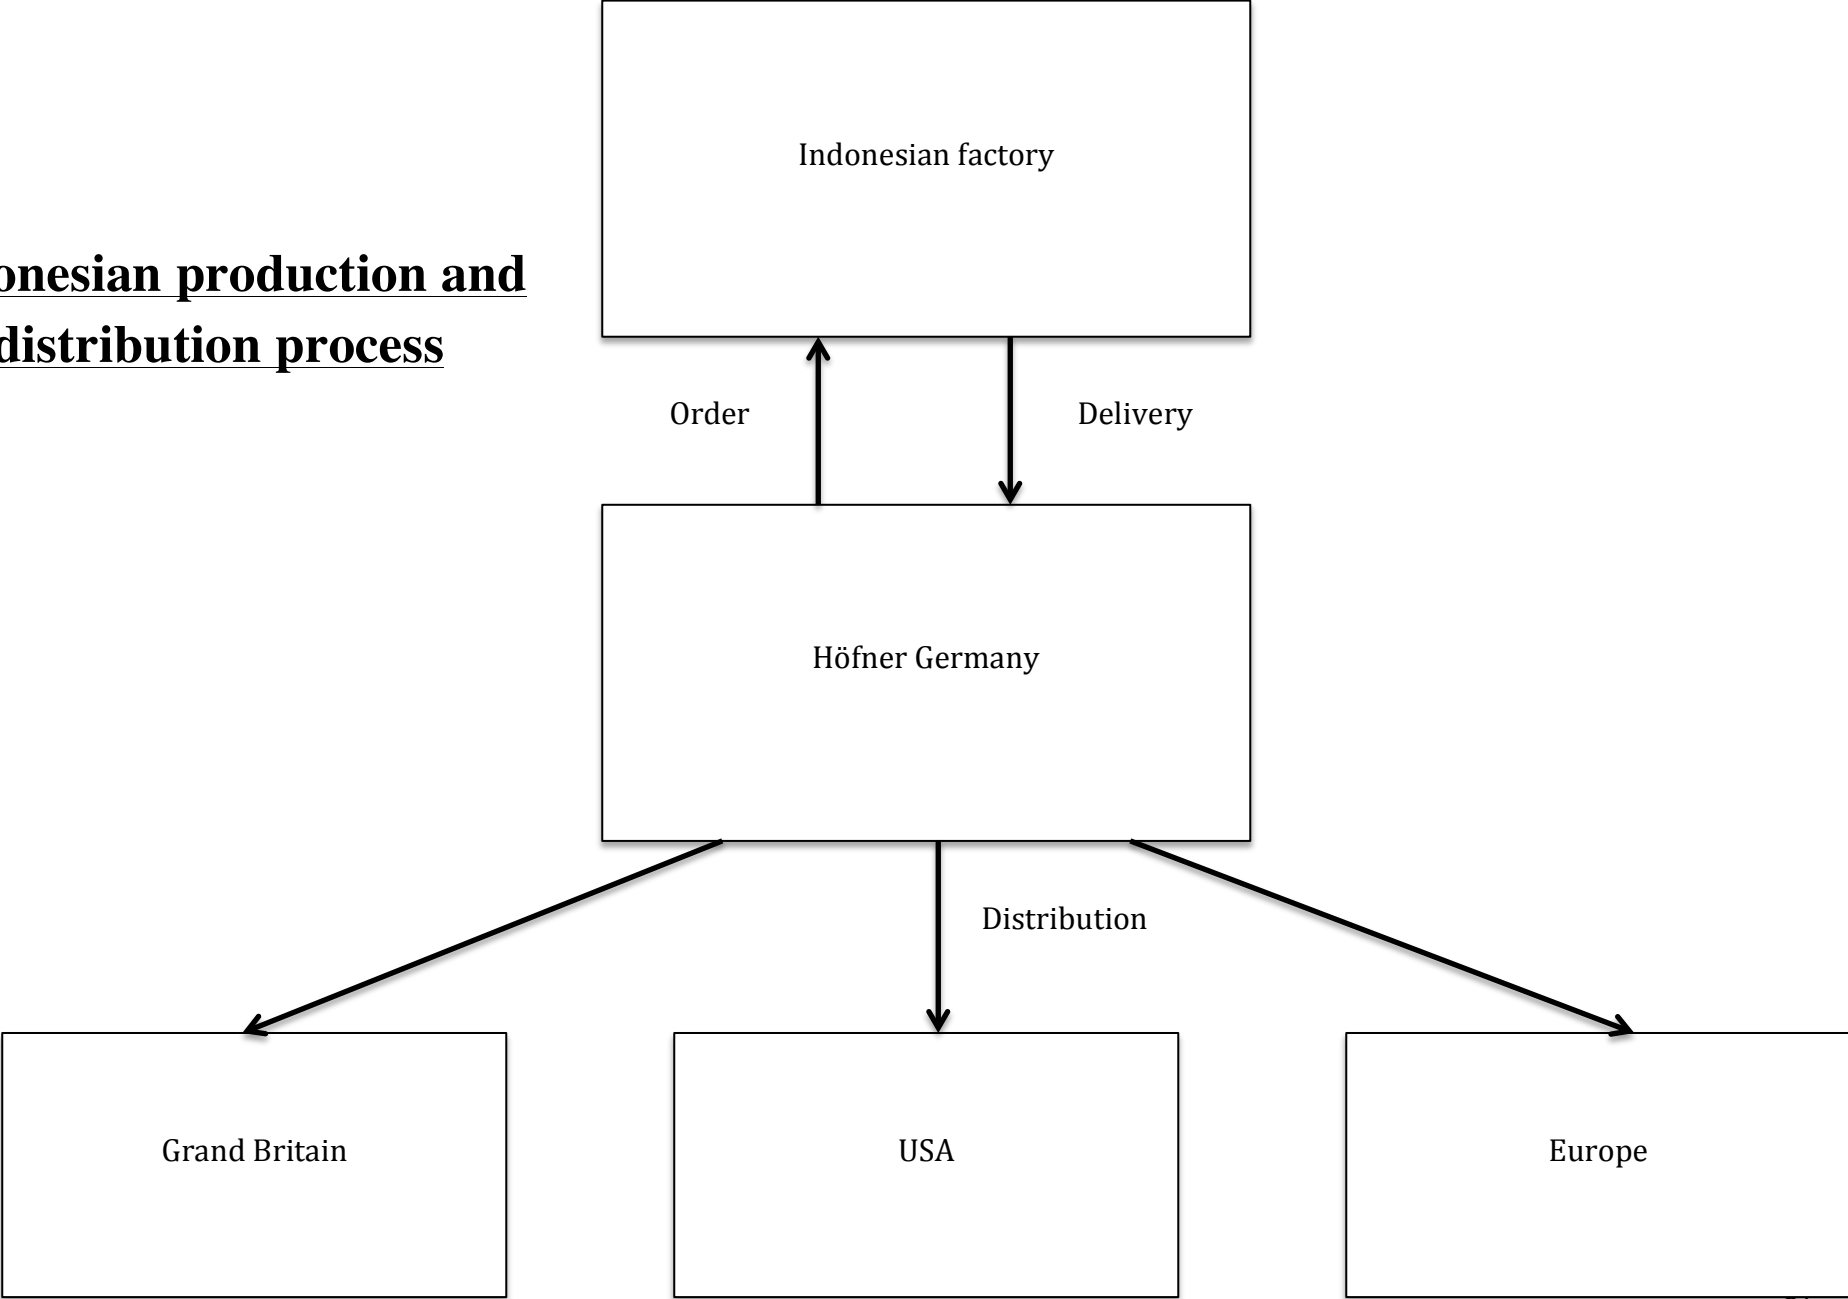 Indonesian factory
onesian production and
distribution process
Order
Delivery
Höfner Germany
Distribution
Grand Britain
USA
Europe